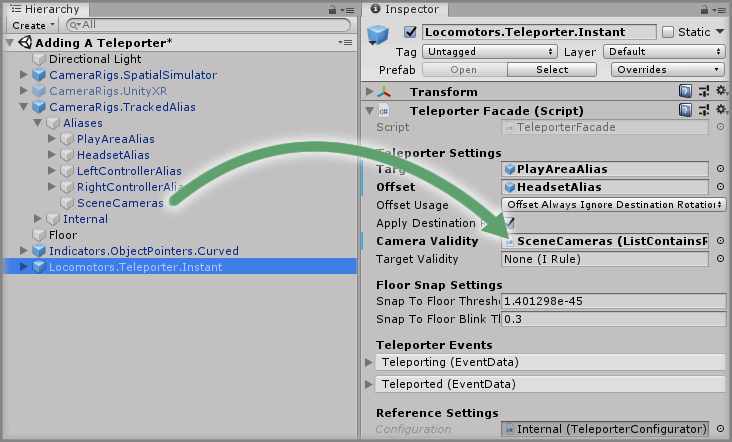 Hierarchy
Create
All
Adding A Teleporter*
Directional Light
CameraRigs.SpatialSimulator
CameraRigs.UnityXR
CameraRigs.TrackedAlias
Aliases
PlayAreaAlias
HeadsetAlias
LeftControllerAlias
RightControllerAlia
SceneCameras
Internal
Floor
Indicators.ObjectPointers.Curved
Locomotors.Teleporter.Instant
Inspector
Locomotors.Teleporter.Instant Static
Tag Untagged Layer Default
Prefab Open Select Overrides
Transform
Teleporter Facade (Script)
Script TeleporterFacade
Teleporter Settings
Targ PlayAreaAlias
Offset HeadsetAlias
Offset Usage Offset Always Ignore Destination Rotatio
Apply Destination
Camera Validity SceneCameras (ListContainsR
Target Validity None (I Rule)
Floor Snap Settings
Snap To Floor Thresho 1.401298e-45
Snap To Floor Blink Th 0.3
Teleporter Events
Teleporting (EventData)
Teleported (EventData)
Reference Settings
Configuration Internal (TeleporterConfigurator)